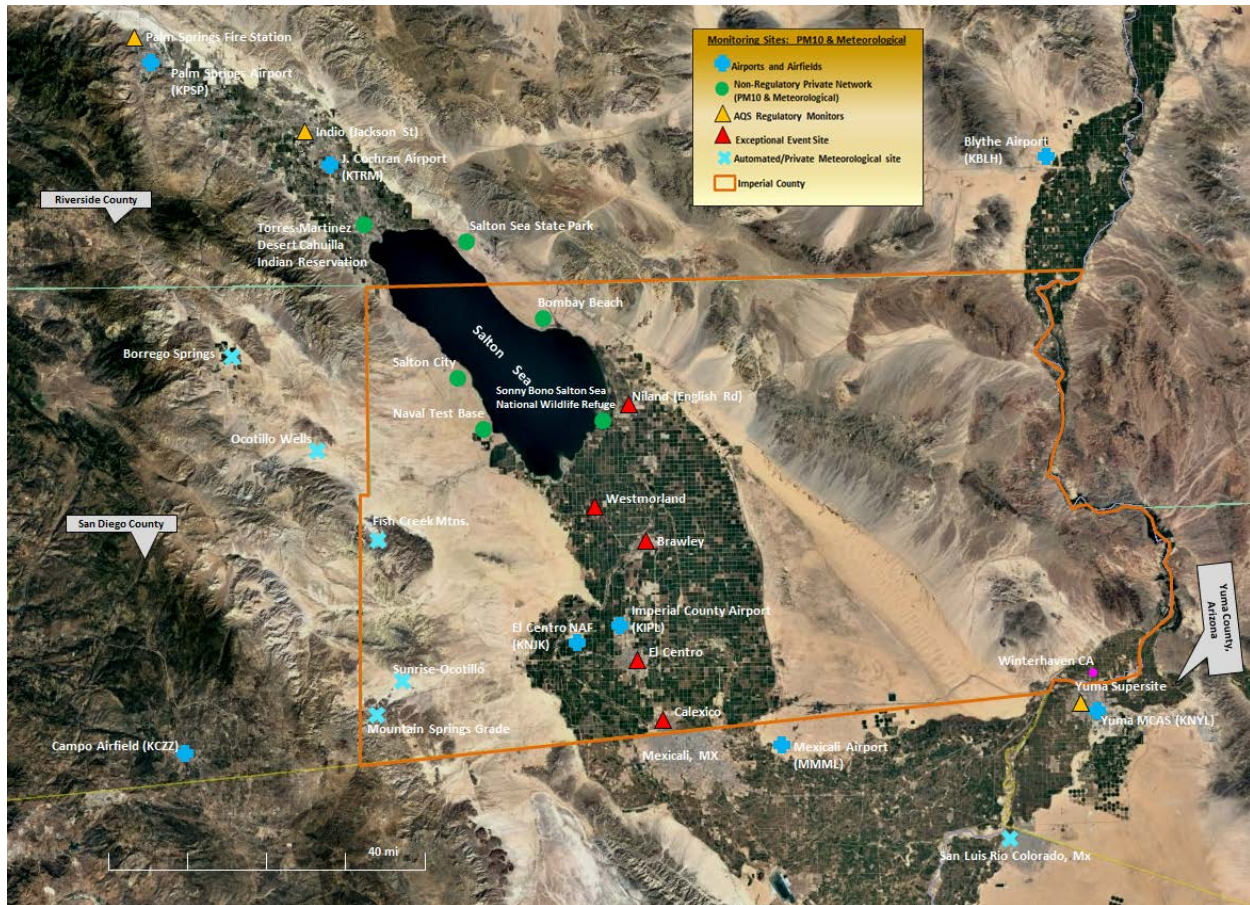 Palm Springs Fire Station
Palm Springs Airport
(KPSP)
Indio (Jackson St)
J. Cochran Airport
(KTRM)
Monitoring Sites: PM10 & Meteorological
Airports and Airfields
Non-Regulatory Private Network
(PM10 & Meteorological)
AQS Regulatory Monitors
Exceptional Event Site
Automated/Private Meteorological site
Imperial County
Blythe Airport
(KBLH)
Riverside County
Torres-Martinez
Desert Cahuilla
Indian Reservation
Salton Sea State Park
Bombay Beach
Salton
Sea
Borrego Springs
Salton City
Sonny Bono Salton Sea
National Wildlife Refuge
Niland (English Rd)
Naval Test Base
Ocotillo Wells
Westmorland
San Diego County
Fish Creek Mtns.
Brawley
Imperial County Airport
(KIPL)
El Centro NAF
(KNJK)
El Centro
Yuma County,
Arizona
Winterhaven CA
Sunrise-Ocotillo
Yuma Supersite
Calexico
Yuma MCAS (KNYL)
Mountain Springs Grade
Campo Airfield (KCZZ)
Mexicali, MX
Mexicali Airport
(MMML)
40 mi
San Luis Rio Colorado, Mx